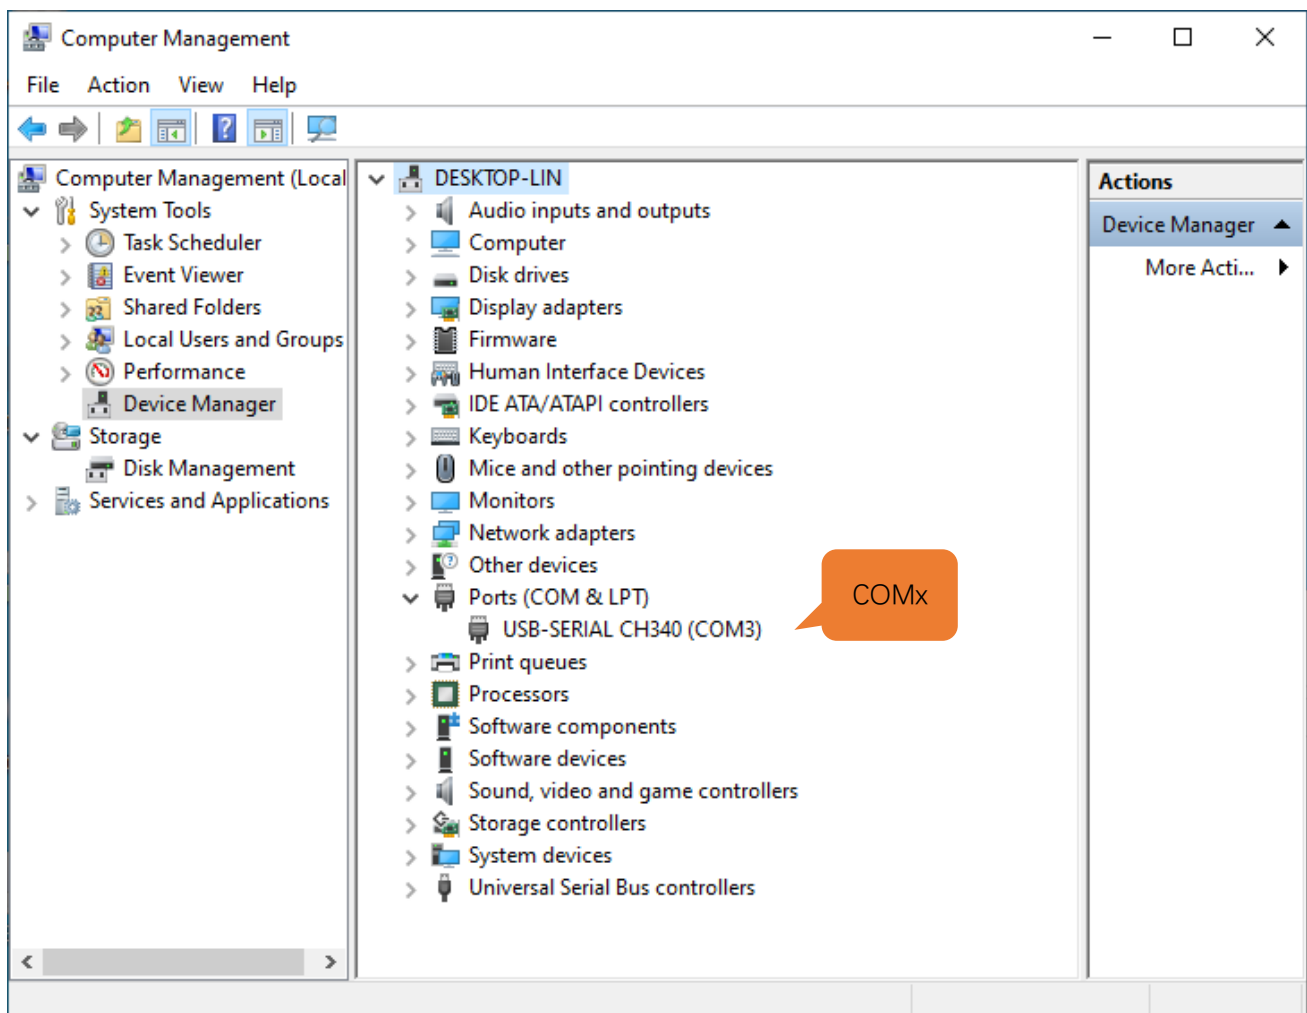 Computer Management
File Action View Help
Computer Management (Local
System Tools
Task Scheduler
Event Viewer
Shared Folders
Local Users and Groups
Performance
Device Manager
Storage
Disk Management
Services and Applications
DESKTOP-LIN
Audio inputs and outputs
Computer
Disk drives
Display adapters
Firmware
Human Interface Devices
IDE ATA/ATAPI controllers
Keyboards
Mice and other pointing devices
Monitors
Network adapters
Other devices
Ports (COM & LPT)
USB-SERIAL CH340 (COM3)
COMx
Print queues
Processors
Software components
Software devices
Sound, video and game controllers
Storage controllers
System devices
Universal Serial Bus controllers
Actions
Device Manager
More Acti...